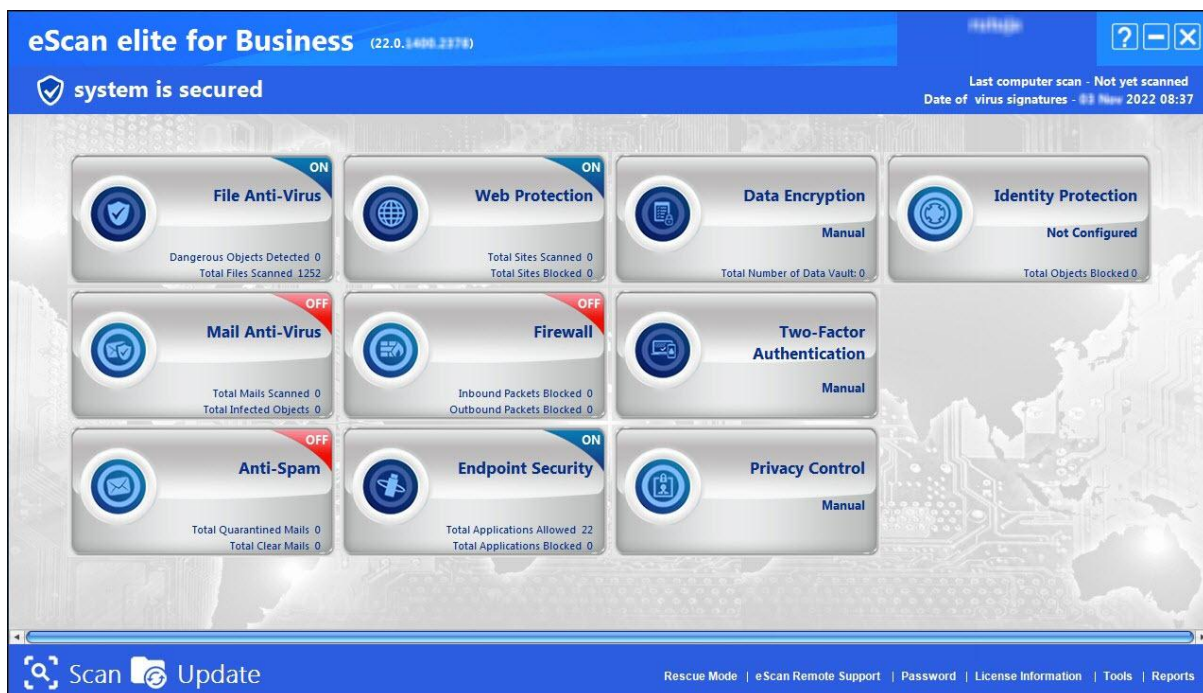 eScan elite for Business (22.0.
system is secured
Last computer scan - Not yet scanned
Date of virus signatures - 2022 08:37
ON
File Anti-Virus
Dangerous Objects Detected 0
Total Files Scanned 1252
ON
Web Protection
Total Sites Scanned 0
Total Sites Blocked 0
Data Encryption
Manual
Total Number of Data Vault: 0
Identity Protection
Not Configured
Total Objects Blocked 0
OFF
Mail Anti-Virus
Total Mails Scanned 0
Total Infected Objects 0
OFF
Firewall
Inbound Packets Blocked 0
Outbound Packets Blocked 0
Two-Factor
Authentication
Manual
OFF
Anti-Spam
Total Quarantined Mails 0
Total Clear Mails 0
ON
Endpoint Security
Total Applications Allowed 22
Total Applications Blocked 0
Privacy Control
Manual
Scan Update
Rescue Mode | eScan Remote Support | Password | License Information | Tools | Reports